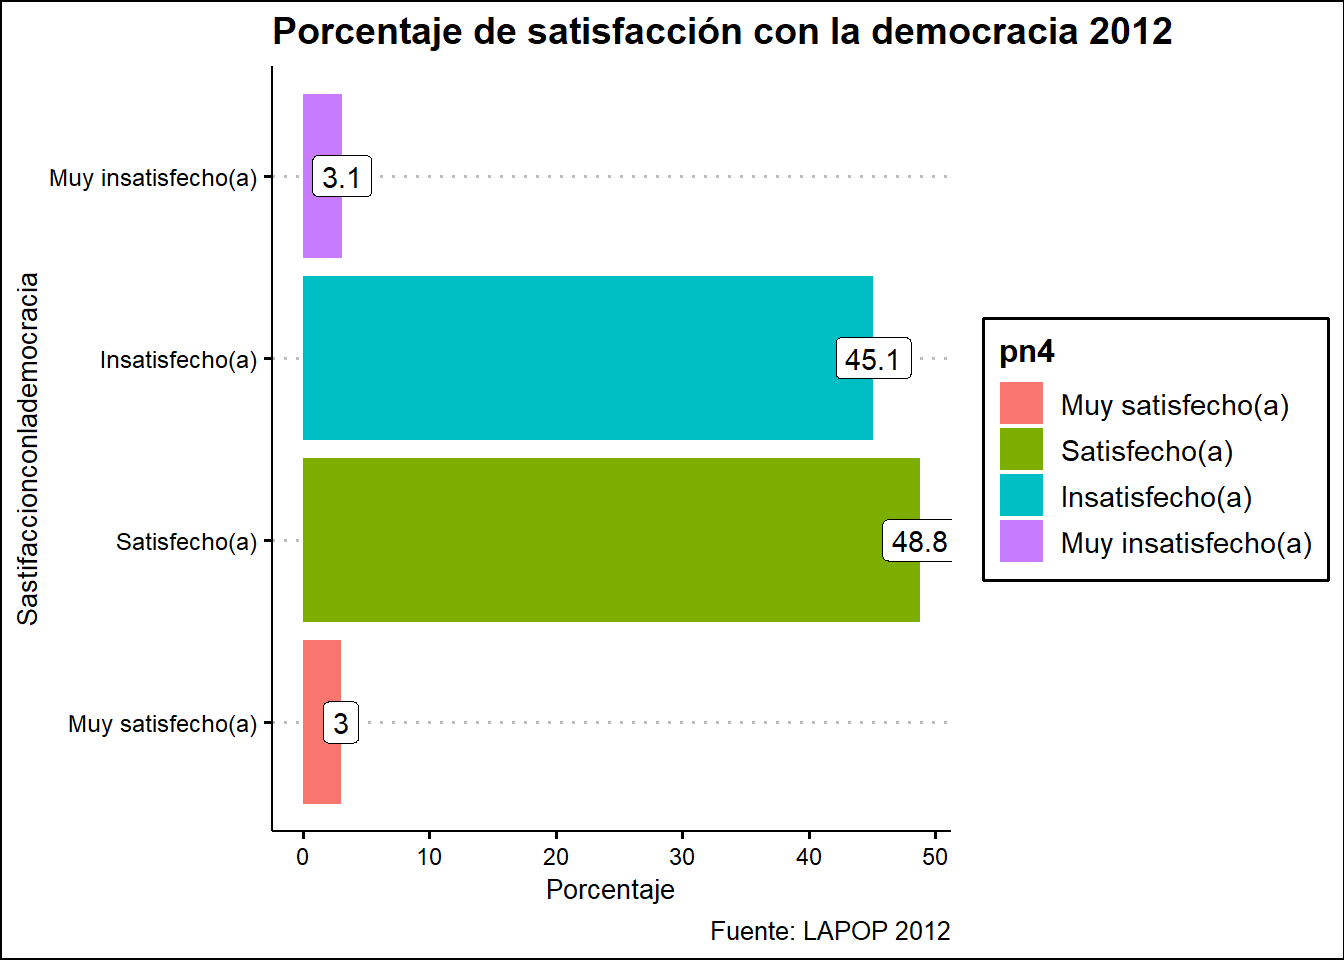 Porcentaje de satisfacción con la democracia 2012
Sastifaccionconlademocracia
Muy insatisfecho(a)
3.1
Insatisfecho(a)
45.1
Satisfecho(a)
48.8
Muy satisfecho(a)
3
0 10 20 30 40 50
Porcentaje
Fuente: LAPOP 2012
pn4
Muy satisfecho(a)
Satisfecho(a)
Insatisfecho(a)
Muy insatisfecho(a)